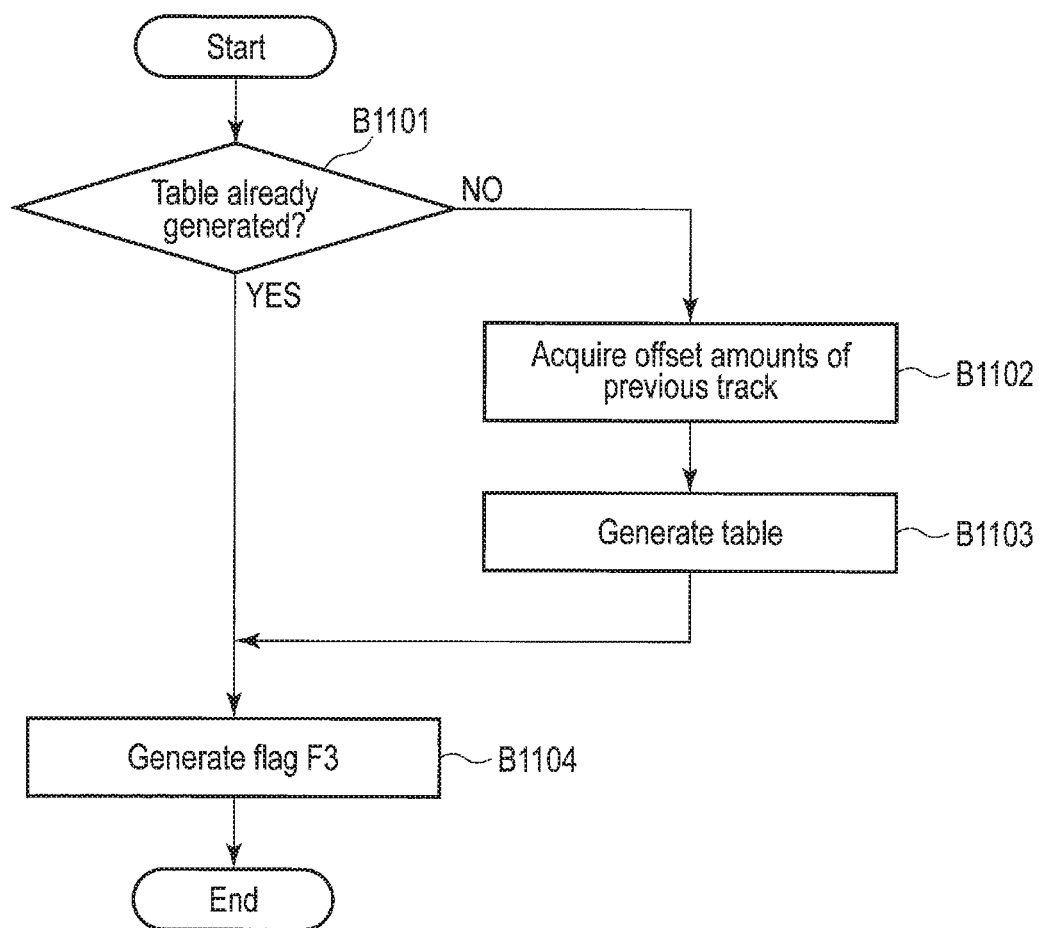 Start
B1101
Table already
generated?
NO
YES
Acquire offset amounts of
previous track
B1102
Generate table
B1103
Generate flag F3
B1104
End